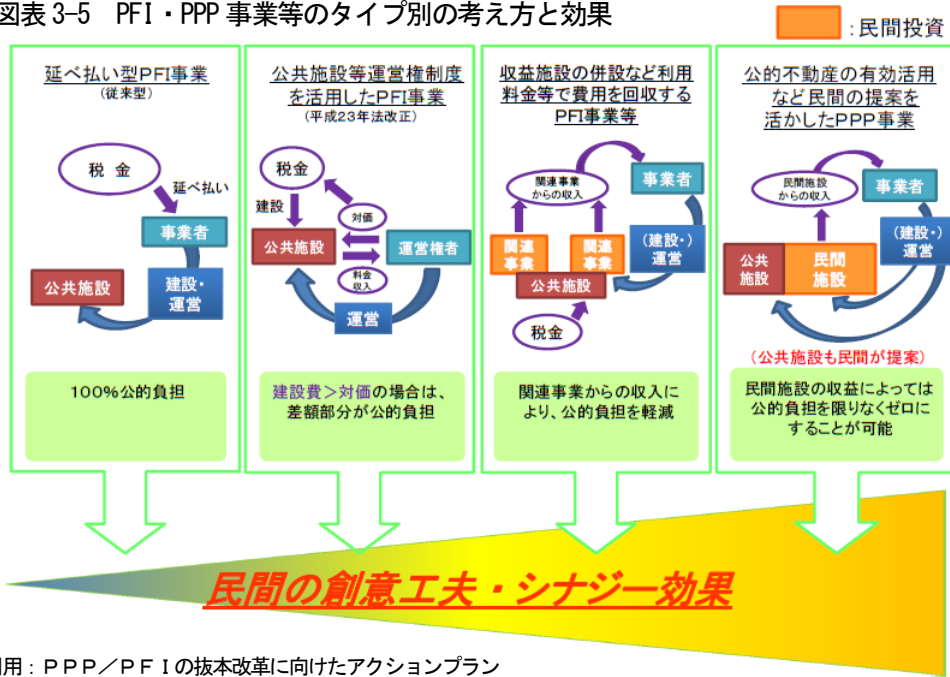 図表3-5 PFI・PPP事業等のタイプ別の考え方と効果
：民間投資
延べ払い型PFI事業
（従来型）
税 金
延べ払い
事業者
公共施設
建設・
運営
100％公的負担
公共施設等運営権制度
を活用したPFI事業
（平成23年法改正）
税金
建設
対価
公共施設
運営権者
料金
収入
運営
建設費＞対価の場合は、
差額部分が公的負担
収益施設の併設など利用
料金等で費用を回収する
PFI事業等
関連事業
からの収入
事業者
関連
事業
関連
事業
（建設・）
運営
公共施設
税金
関連事業からの収入に
より、公的負担を軽減
公的不動産の有効活用
など民間の提案を
活かしたPPP事業
民間施設
からの収入
事業者
公共
施設
民間
施設
（建設・）
運営
（公共施設も民間が提案）
民間施設の収益によっては
公的負担を限りなくゼロに
することが可能
民間の創意工夫・シナジー効果
用：ＰＰＰ／ＰＦＩの抜本改革に向けたアクションプラン